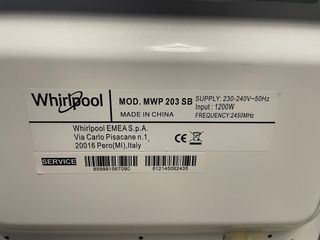 Whirlpool
MOD. MWP 203 SB
MADE IN CHINA
SUPPLY: 230-240V~50Hz
Input : 1200W
FREQUENCY:2450MHz
Whirlpool EMEA S.p.A.
Via Carlo Pisacane n.1,
20016 Pero(MI),Italy
CE
SERVICE
859991567090
812145062435